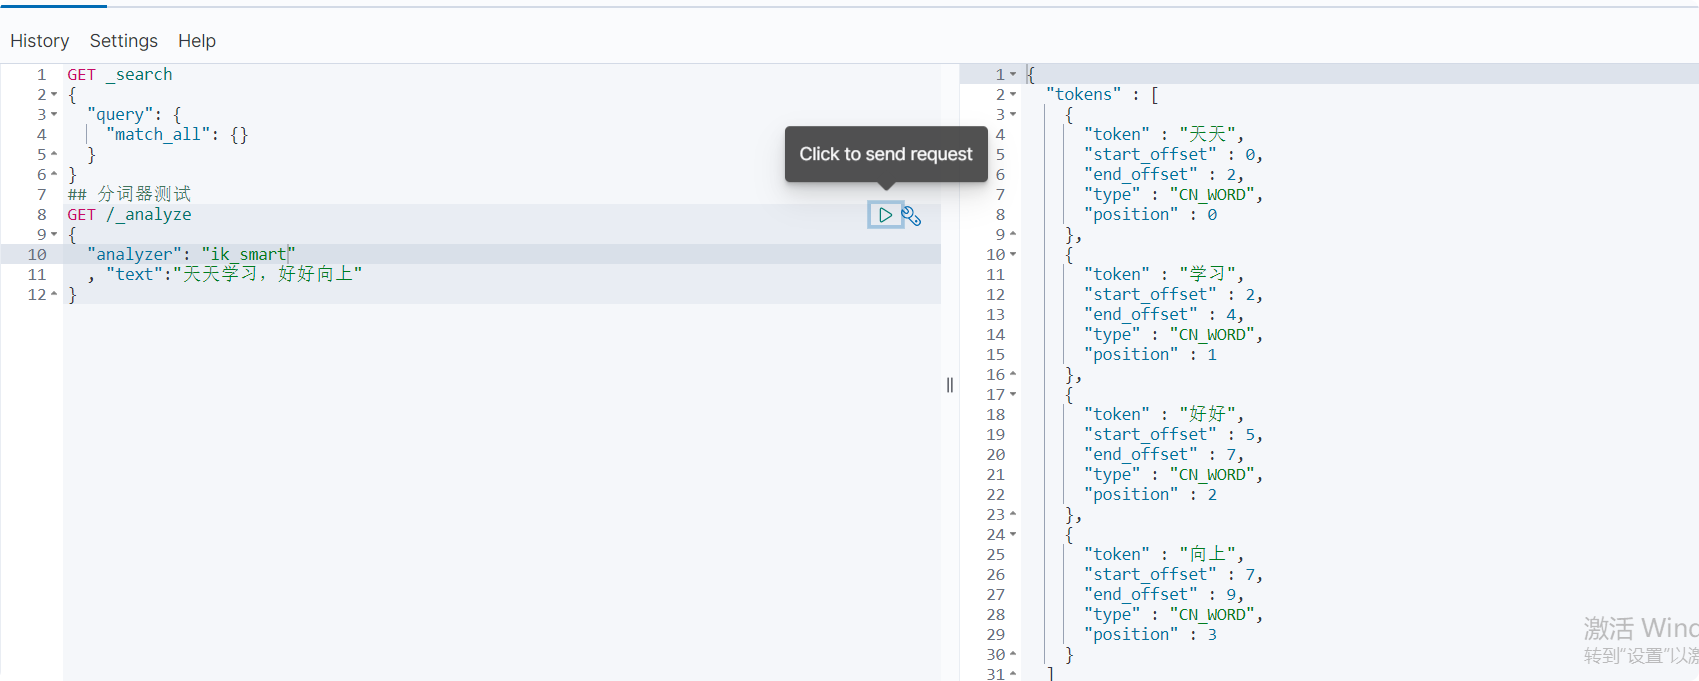 History Settings Help
1 GET _search
2 {
3 "query": {
4 "match_all": {}
5 }
6 }
7 ## 分词器测试
8 GET /_analyze
9 {
10 "analyzer": "ik_smart"
11 , "text":"天天学习，好好向上"
12 }
Click to send request
1 {
2 "tokens" : [
3 {
4 "token" : "天天",
5 "start_offset" : 0,
6 "end_offset" : 2,
7 "type" : "CN_WORD",
8 "position" : 0
9 },
10 {
11 "token" : "学习",
12 "start_offset" : 2,
13 "end_offset" : 4,
14 "type" : "CN_WORD",
15 "position" : 1
16 },
17 {
18 "token" : "好好",
19 "start_offset" : 5,
20 "end_offset" : 7,
21 "type" : "CN_WORD",
22 "position" : 2
23 },
24 {
25 "token" : "向上",
26 "start_offset" : 7,
27 "end_offset" : 9,
28 "type" : "CN_WORD",
29 "position" : 3
30 }
31 ]
激活 Wind
转到"设置"以激